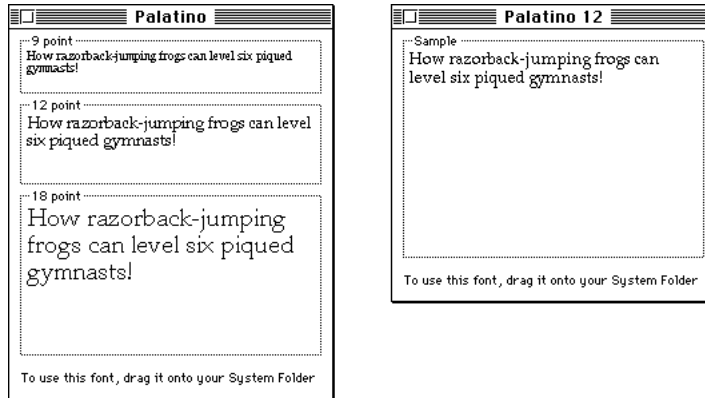 Palatino
9 point
How razorback-jumping frogs can level six piqued
gymnasts!
12 point
How razorback-jumping frogs can level
six piqued gymnasts!
18 point
How razorback-jumping
frogs can level six piqued
gymnasts!
To use this font, drag it onto your System Folder
Palatino 12
Sample
How razorback-jumping frogs can
level six piqued gymnasts!
To use this font, drag it onto your System Folder